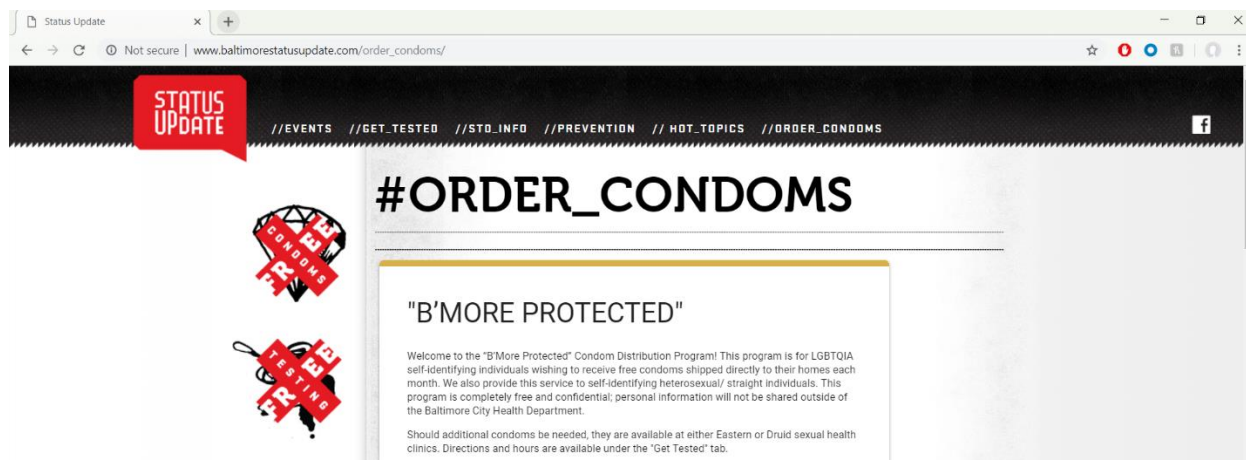 Status Update
Not secure | www.baltimorestatusupdate.com/order_condoms/
STATUS
UPDATE
//EVENTS //GET_TESTED //STD_INFO //PREVENTION // HOT_TOPICS //ORDER_CONDOMS
f
#ORDER_CONDOMS
FREE
CONDOMS
"B'MORE PROTECTED"
Welcome to the "B'More Protected" Condom Distribution Program! This program is for LGBTQIA
self-identifying individuals wishing to receive free condoms shipped directly to their homes each
month. We also provide this service to self-identifying heterosexual/ straight individuals. This
program is completely free and confidential; personal information will not be shared outside of
the Baltimore City Health Department.
FREE
TESTING
Should additional condoms be needed, they are available at either Eastern or Druid sexual health
clinics. Directions and hours are available under the "Get Tested" tab.